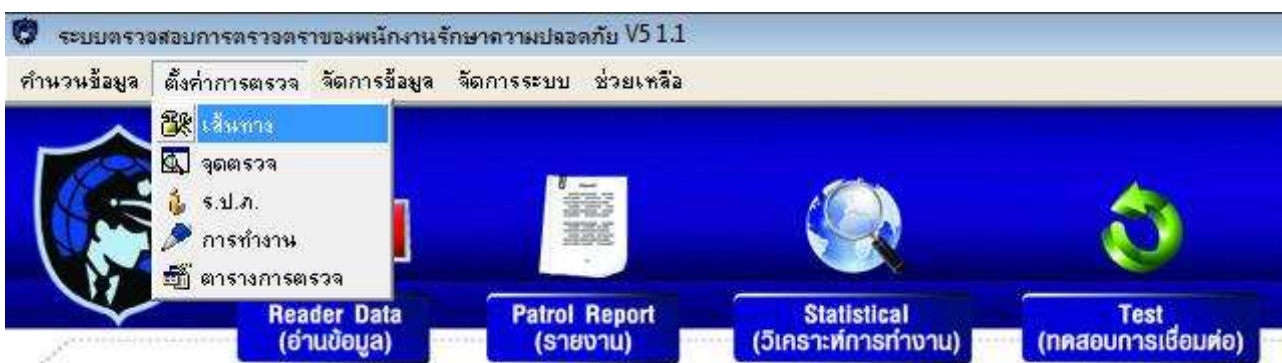 ระบบตรวจสอบการตรวจตราของพนักงานรักษาความปลอดภัย V5 1.1
คำนวนข้อมูล ตั้งค่าการตรวจ จัดการข้อมูล จัดการระบบ ช่วยเหลือ
เส้นทาง
จุดตรวจ
ร.ป.ภ.
การทำงาน
ตารางการตรวจ
Reader Data
(อ่านข้อมูล)
Patrol Report
(รายงาน)
Statistical
(วิเคราะห์การทำงาน)
Test
(ทดสอบการเชื่อมต่อ)